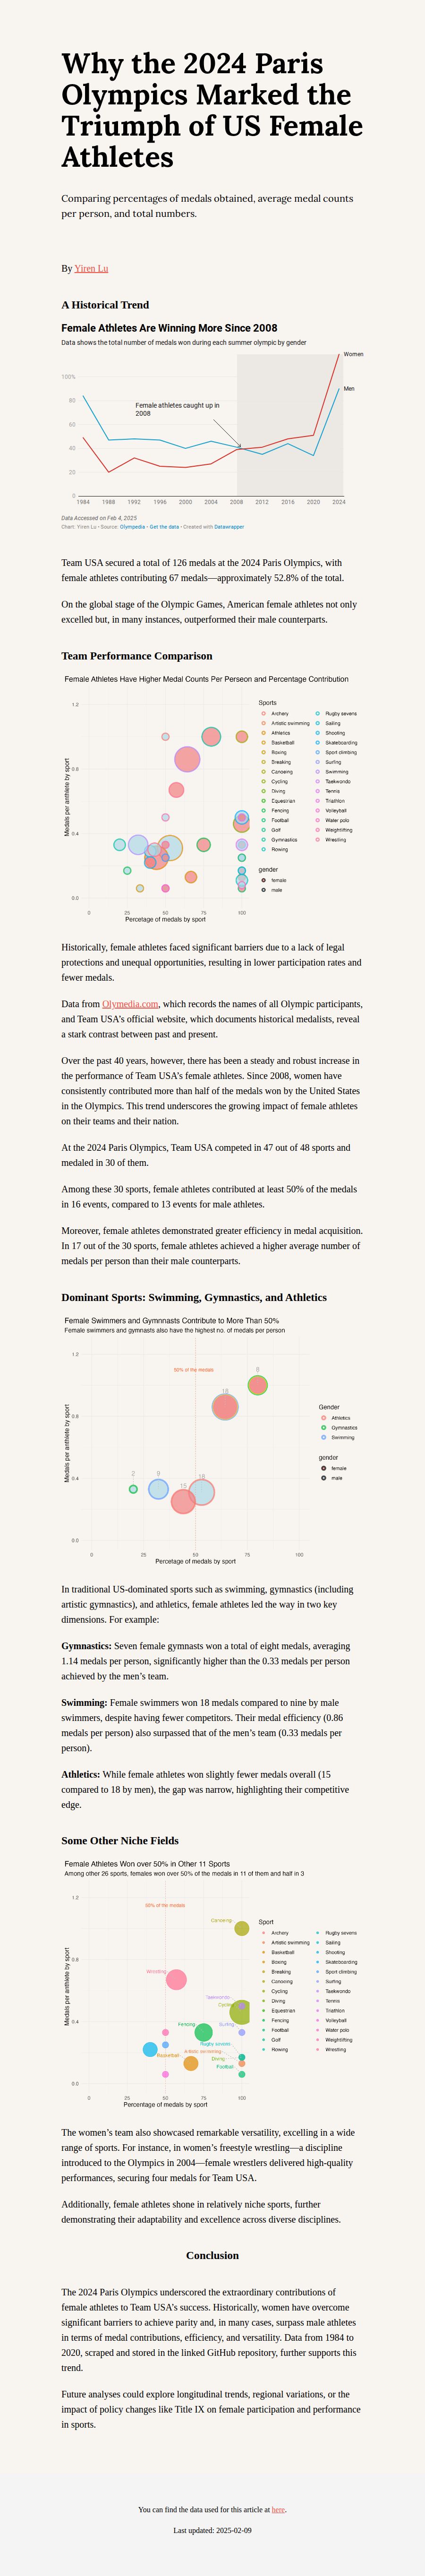 Why the 2024 Paris
Olympics Marked the
Triumph of US Female
Athletes
Comparing percentages of medals obtained, average medal counts
per person, and total numbers.
By Yiren Lu
A Historical Trend
Female Athletes Are Winning More Since 2008
Data shows the total number of medals won during each summer olympic by gender
Women
Men
100%
80
60
40
20
0
Female athletes caught up in
2008
1984 1988 1992 1996 2000 2004 2008 2012 2016 2020 2024
Data Accessed on Feb 4, 2025
Chart: Yiren Lu • Source: Olympedia • Get the data • Created with Datawrapper
Team USA secured a total of 126 medals at the 2024 Paris Olympics, with
female athletes contributing 67 medals—approximately 52.8% of the total.
On the global stage of the Olympic Games, American female athletes not only
excelled but, in many instances, outperformed their male counterparts.
Team Performance Comparison
Female Athletes Have Higher Medal Counts Per Perseon and Percentage Contribution
Medals per anthlete by sport
1.2
0.8
0.4
0.0
0 25 50 75 100
Percetage of medals by sport
Sports
Archery Rugby sevens
Artistic swimming Sailing
Athletics Shooting
Basketball Skateboarding
Boxing Sport climbing
Breaking Surfing
Canoeing Swimming
Cycling Taekwondo
Diving Tennis
Equestrian Triathlon
Fencing Volleyball
Football Water polo
Golf Weightlifting
Gymnastics Wrestling
Rowing
gender
female
male
Historically, female athletes faced significant barriers due to a lack of legal
protections and unequal opportunities, resulting in lower participation rates and
fewer medals.
Data from Olymedia.com, which records the names of all Olympic participants,
and Team USA's official website, which documents historical medalists, reveal
a stark contrast between past and present.
Over the past 40 years, however, there has been a steady and robust increase in
the performance of Team USA's female athletes. Since 2008, women have
consistently contributed more than half of the medals won by the United States
in the Olympics. This trend underscores the growing impact of female athletes
on their teams and their nation.
At the 2024 Paris Olympics, Team USA competed in 47 out of 48 sports and
medaled in 30 of them.
Among these 30 sports, female athletes contributed at least 50% of the medals
in 16 events, compared to 13 events for male athletes.
Moreover, female athletes demonstrated greater efficiency in medal acquisition.
In 17 out of the 30 sports, female athletes achieved a higher average number of
medals per person than their male counterparts.
Dominant Sports: Swimming, Gymnastics, and Athletics
Female Swimmers and Gymnnasts Contribute to More Than 50%
Female swimmers and gymnasts also have the highest no. of medals per person
Medals per anthlete by sport
1.2
0.8
0.4
0.0
50% of the medals
8
18
2
9
15
18
0 25 50 75 100
Percetage of medals by sport
Gender
Athletics
Gymnastics
Swimming
gender
female
male
In traditional US-dominated sports such as swimming, gymnastics (including
artistic gymnastics), and athletics, female athletes led the way in two key
dimensions. For example:
Gymnastics: Seven female gymnasts won a total of eight medals, averaging
1.14 medals per person, significantly higher than the 0.33 medals per person
achieved by the men's team.
Swimming: Female swimmers won 18 medals compared to nine by male
swimmers, despite having fewer competitors. Their medal efficiency (0.86
medals per person) also surpassed that of the men's team (0.33 medals per
person).
Athletics: While female athletes won slightly fewer medals overall (15
compared to 18 by men), the gap was narrow, highlighting their competitive
edge.
Some Other Niche Fields
Female Athletes Won over 50% in Other 11 Sports
Among other 26 sports, females won over 50% of the medals in 11 of them and half in 3
Medals per anthlete by sport
1.2
0.8
0.4
0.0
50% of the medals
Canoeing
Wrestling
Taekwondo
Cycling
Fencing
Surfing
Rugby sevens
Artistic swimming
Basketball
Diving
Football
0 25 50 75 100
Percetage of medals by sport
Sport
Archery Rugby sevens
Artistic swimming Sailing
Basketball Shooting
Boxing Skateboarding
Breaking Sport climbing
Canoeing Surfing
Cycling Taekwondo
Diving Tennis
Equestrian Triathlon
Fencing Volleyball
Football Water polo
Golf Weightlifting
Rowing Wrestling
The women's team also showcased remarkable versatility, excelling in a wide
range of sports. For instance, in women's freestyle wrestling—a discipline
introduced to the Olympics in 2004—female wrestlers delivered high-quality
performances, securing four medals for Team USA.
Additionally, female athletes shone in relatively niche sports, further
demonstrating their adaptability and excellence across diverse disciplines.
Conclusion
The 2024 Paris Olympics underscored the extraordinary contributions of
female athletes to Team USA's success. Historically, women have overcome
significant barriers to achieve parity and, in many cases, surpass male athletes
in terms of medal contributions, efficiency, and versatility. Data from 1984 to
2020, scraped and stored in the linked GitHub repository, further supports this
trend.
Future analyses could explore longitudinal trends, regional variations, or the
impact of policy changes like Title IX on female participation and performance
in sports.
You can find the data used for this article at here.
Last updated: 2025-02-09